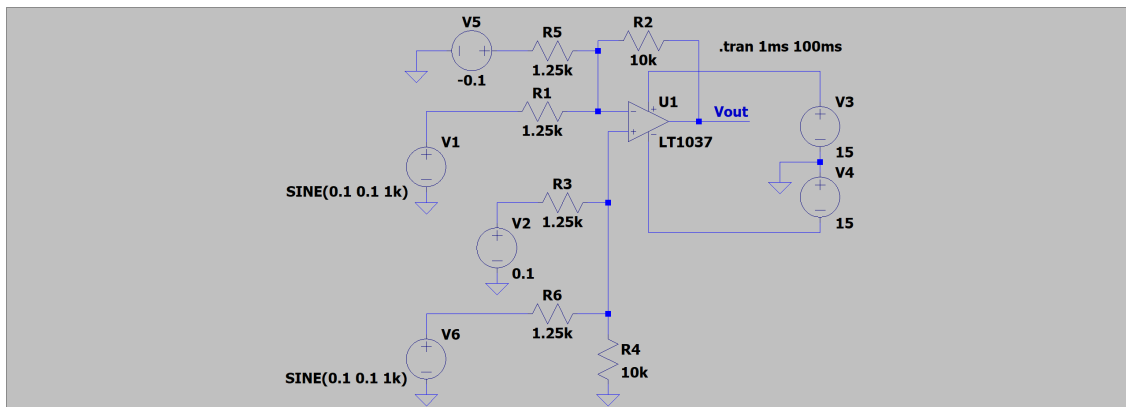 V5
R5
R2
-0.1
1.25k
10k
.tran 1ms 100ms
R1
1.25k
U1
LT1037
Vout
V3
15
V1
SINE(0.1 0.1 1k)
V4
15
R3
1.25k
V2
0.1
R6
1.25k
V6
SINE(0.1 0.1 1k)
R4
10k